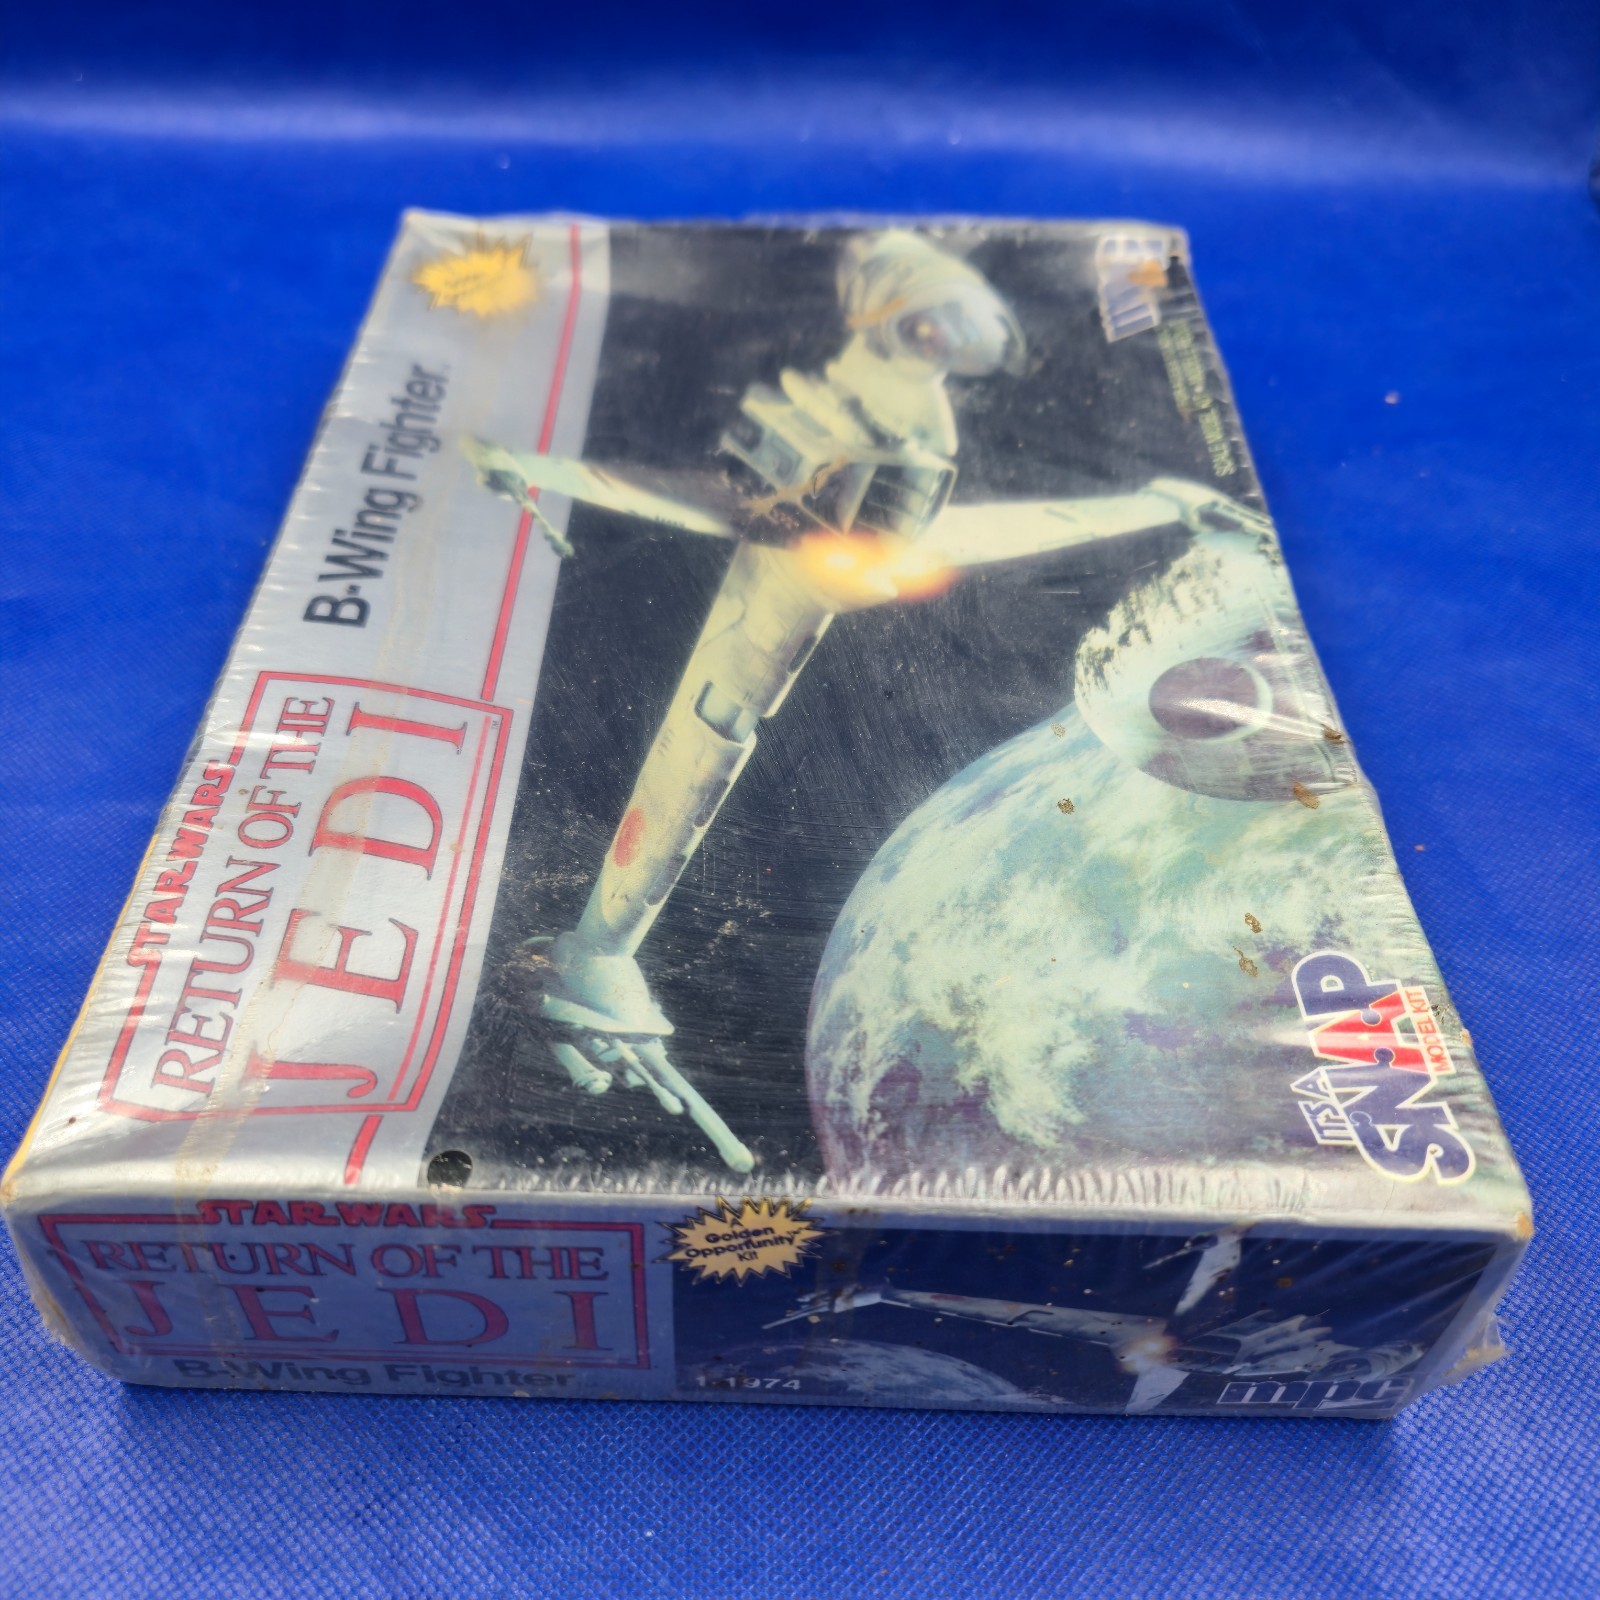 B-Wing Fighter
STAR WARS
RETURN OF THE
JEDI
TM
IT'S A
SNAP
MODEL KIT
STAR WARS
RETURN OF THE
JEDI
B-Wing Fighter
A
Golden
Opportunity
Kit
1-1974
mpc